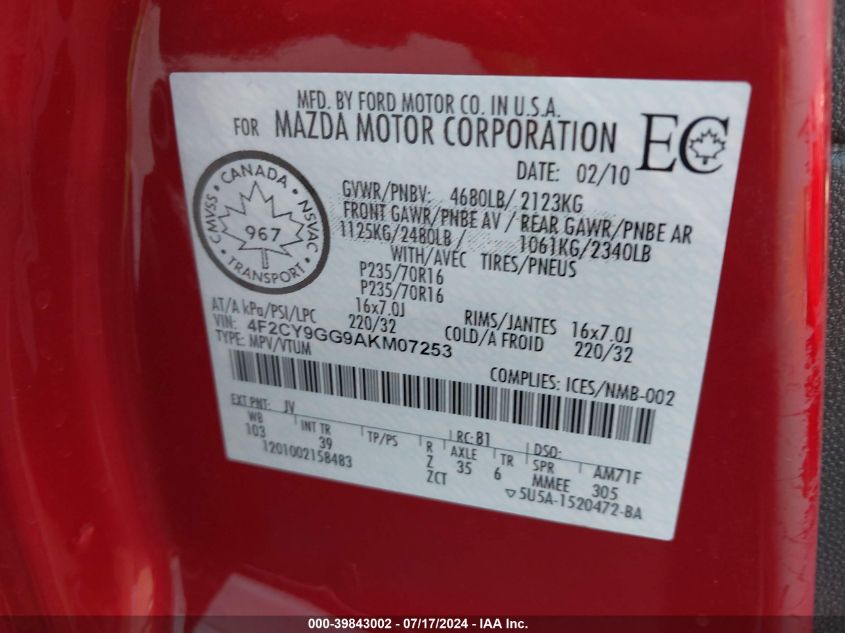 MFD. BY FORD MOTOR CO. IN U.S.A.
FOR MAZDA MOTOR CORPORATION EC
DATE: 02/10
CMVSS CANADA NSVAC
967
TRANSPORT
GVWR/PNBV: 4680LB/ 2123KG
FRONT GAWR/PNBE AV / REAR GAWR/PNBE AR
1125KG/2480LB / 1061KG/2340LB
WITH/AVEC TIRES/PNEUS
P235/70R16
P235/70R16
16x7.0J RIMS/JANTES 16x7.0J
AT/A kPa/PSI/LPC 220/32 COLD/A FROID 220/32
VIN: 4F2CY9GG9AKM07253
TYPE: MPV/VTUM
COMPLIES: ICES/NMB-002
EXT PNT: JV RC: B1 DSO:
WB INT TR TP/PS R AXLE TR SPR AM71F
103 39 Z 35 6 MMEE 305
1201002158483 ZCT
5U5A-1520472-BA
000-39843002 - 07/17/2024 - IAA Inc.